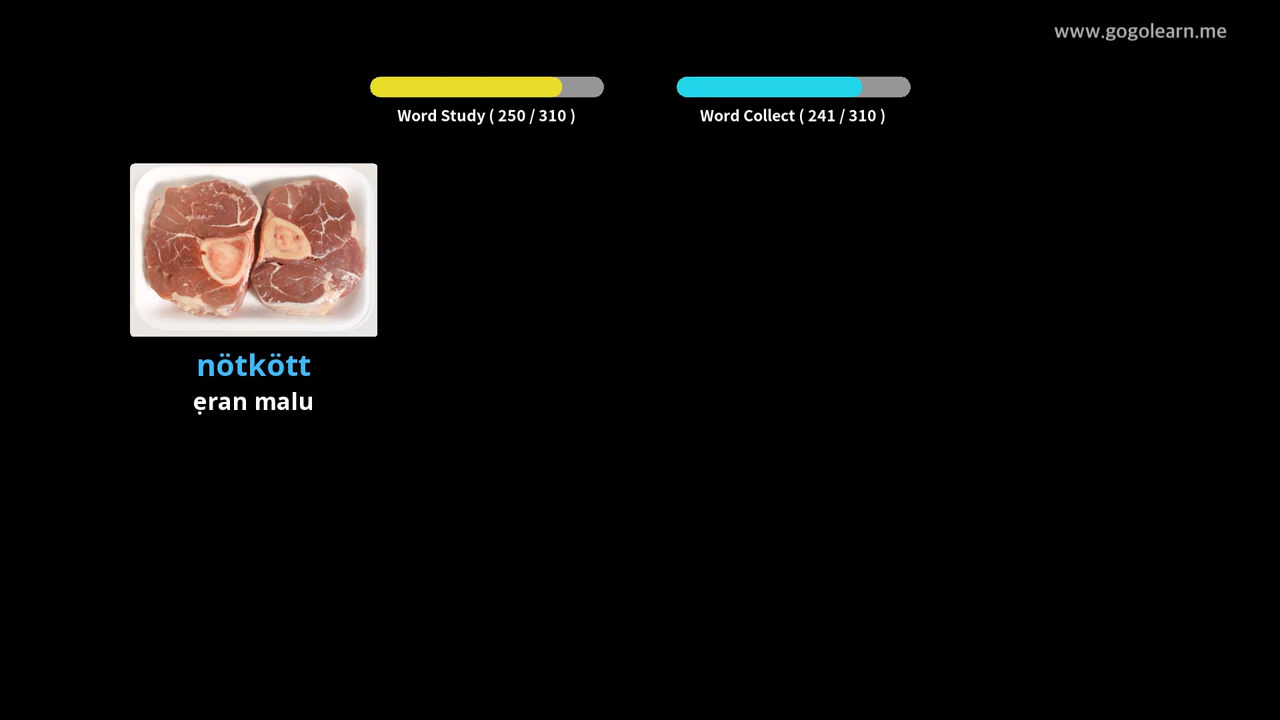 www.gogolearn.me
Word Study ( 250 / 310 )
Word Collect ( 241 / 310 )
nötkött
ẹran malu